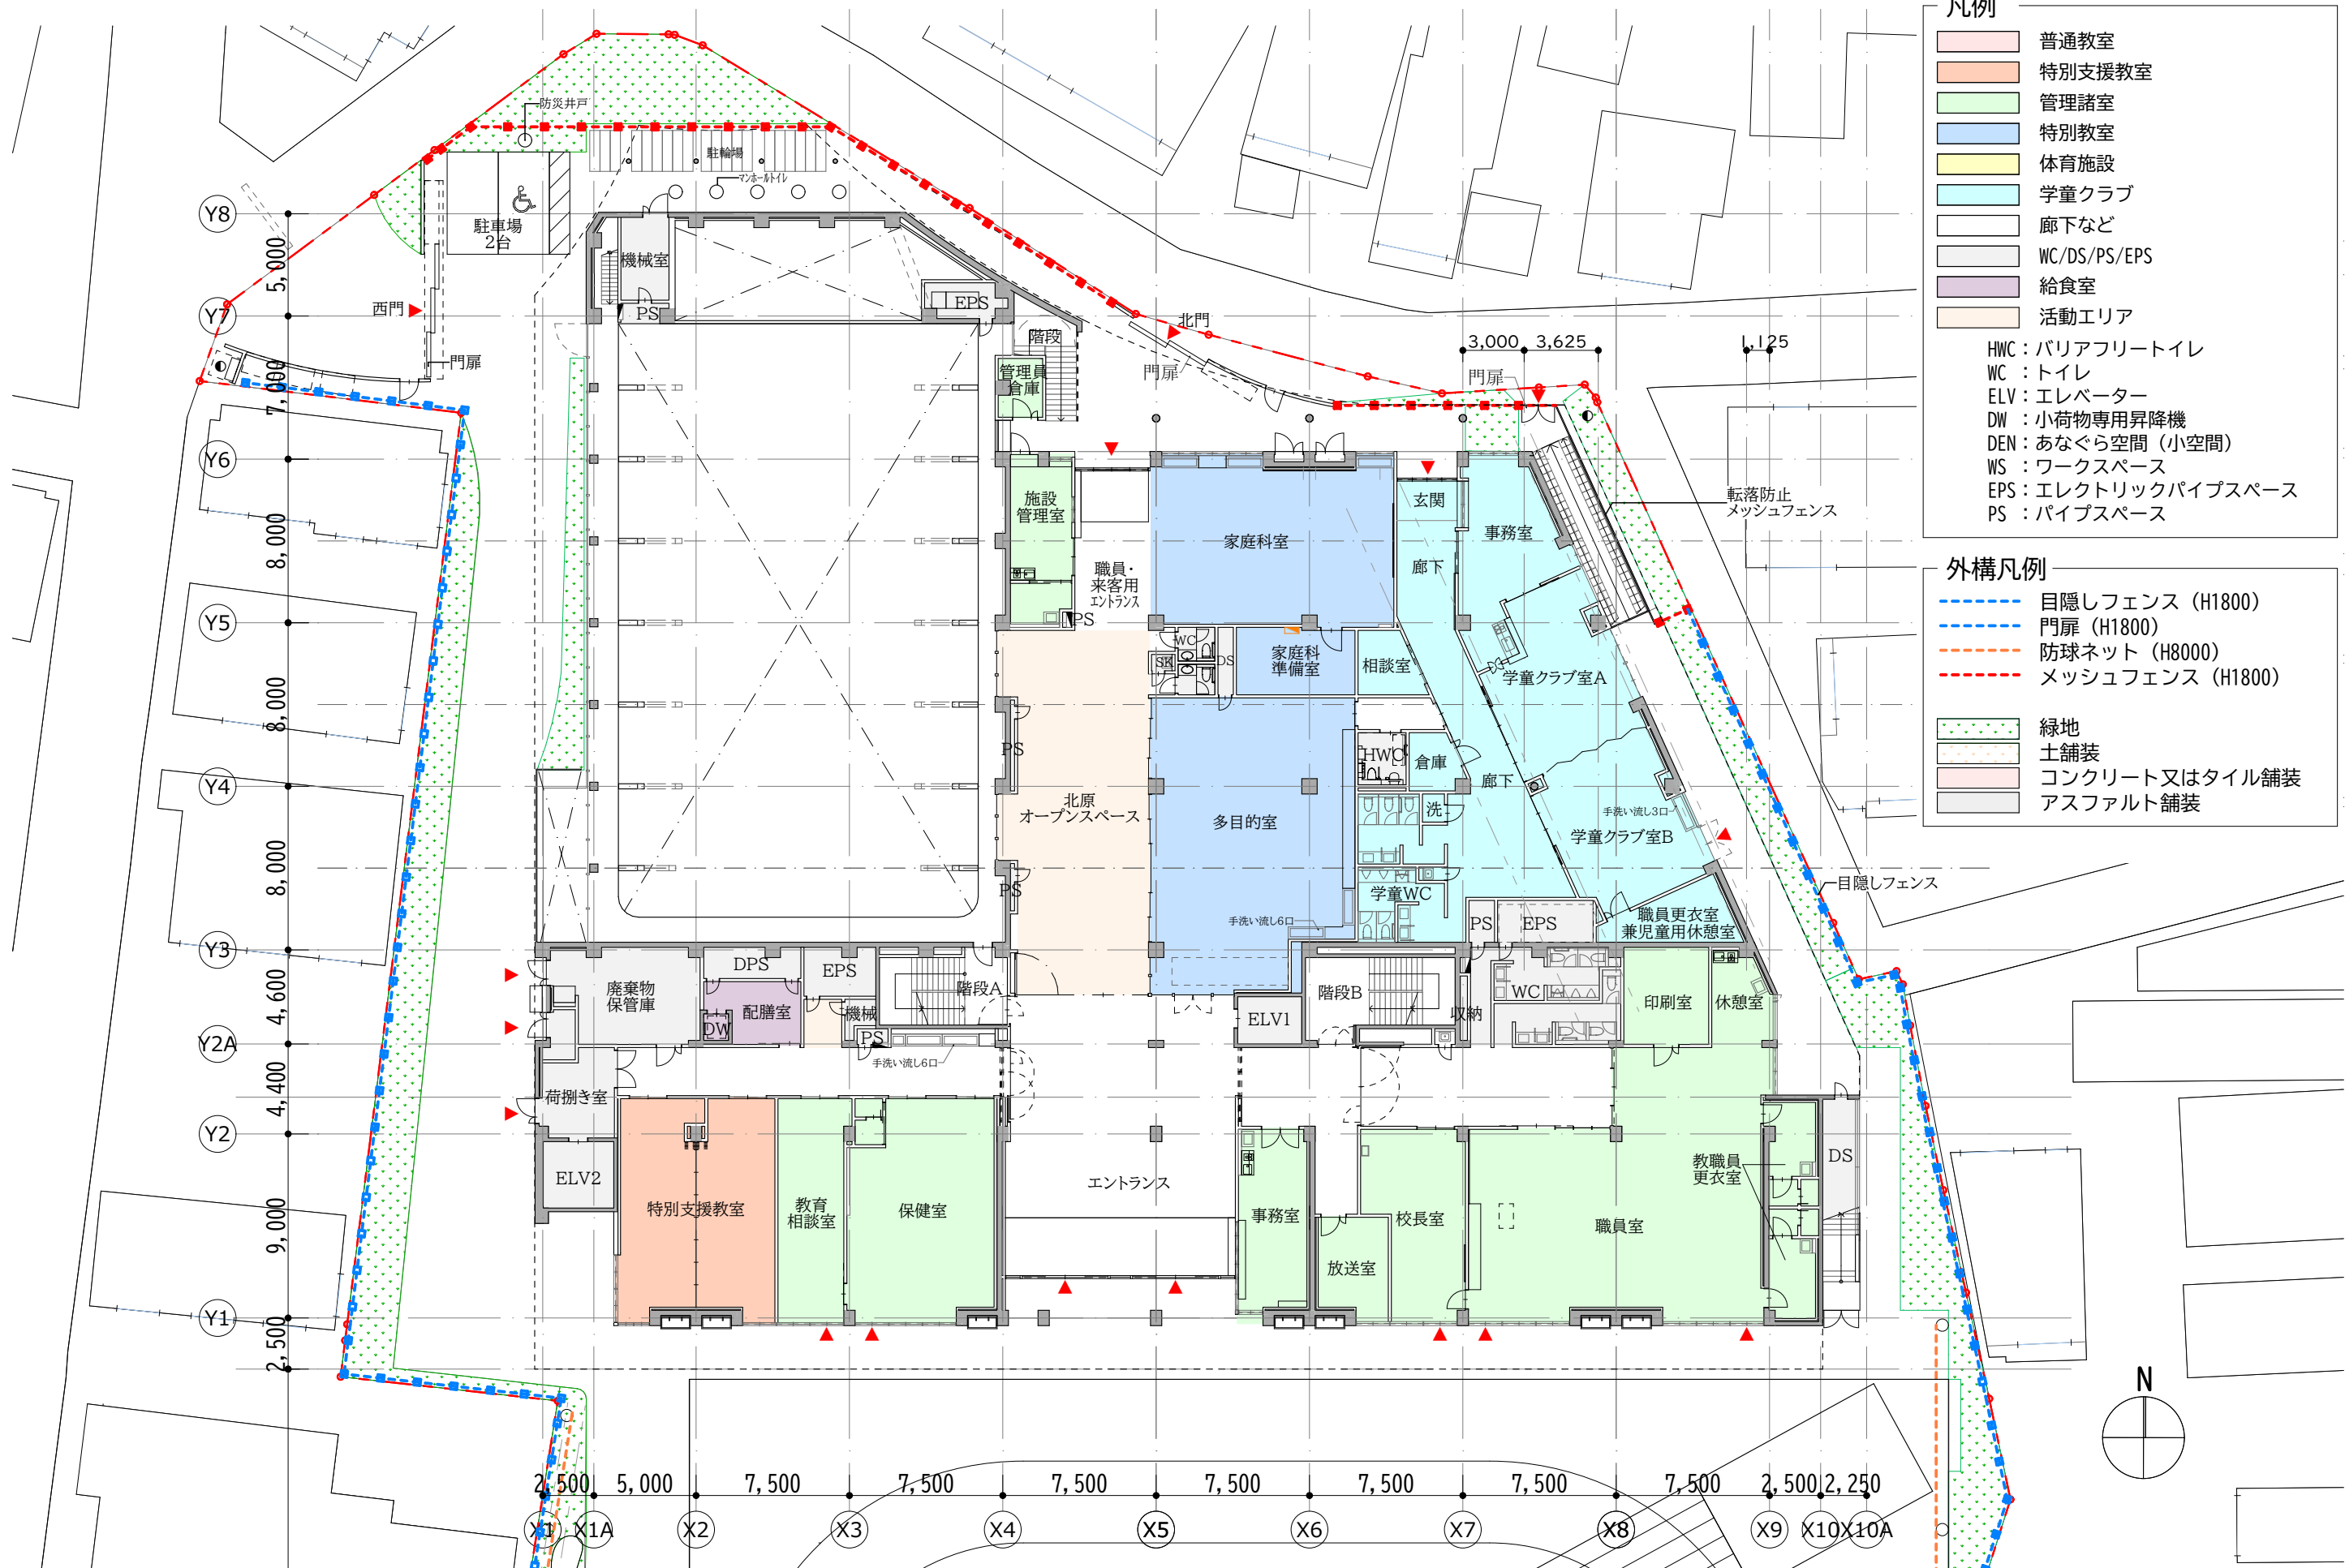 凡例
普通教室
特別支援教室
管理諸室
特別教室
体育施設
学童クラブ
廊下など
WC/DS/PS/EPS
給食室
活動エリア
HWC：バリアフリートイレ
WC ：トイレ
ELV：エレベーター
DW ：小荷物専用昇降機
DEN：あなぐら空間（小空間）
WS ：ワークスペース
EPS：エレクトリックパイプスペース
PS ：パイプスペース
外構凡例
目隠しフェンス（H1800）
門扉（H1800）
防球ネット（H8000）
メッシュフェンス（H1800）
緑地
土舗装
コンクリート又はタイル舗装
アスファルト舗装
防災井戸
駐輪場
マンホールトイレ
駐車場
2台
機械室
PS
EPS
西門
門扉
北門
門扉
門扉
3,000
3,625
1,125
階段
管理員
倉庫
施設
管理室
職員・
来客用
エントランス
PS
家庭科室
玄関
事務室
廊下
転落防止
メッシュフェンス
WC
SK
DS
家庭科
準備室
相談室
学童クラブ室A
PS
HWC
倉庫
廊下
北原
オープンスペース
多目的室
洗
手洗い流し3口
学童クラブ室B
PS
学童WC
手洗い流し6口
目隠しフェンス
PS
EPS
職員更衣室
兼児童用休憩室
廃棄物
保管庫
DPS
EPS
配膳室
DW
機械
PS
階段A
手洗い流し6口
ELV1
階段B
収納
WC
印刷室
休憩室
荷捌き室
ELV2
特別支援教室
教育
相談室
保健室
エントランス
事務室
放送室
校長室
職員室
教職員
更衣室
DS
N
Y8
5,000
Y7
7,000
Y6
8,000
Y5
8,000
Y4
8,000
Y3
4,600
Y2A
4,400
Y2
9,000
Y1
2,500
2,500
5,000
7,500
7,500
7,500
7,500
7,500
7,500
7,500
2,500
2,250
X1
X1A
X2
X3
X4
X5
X6
X7
X8
X9
X10
X10A